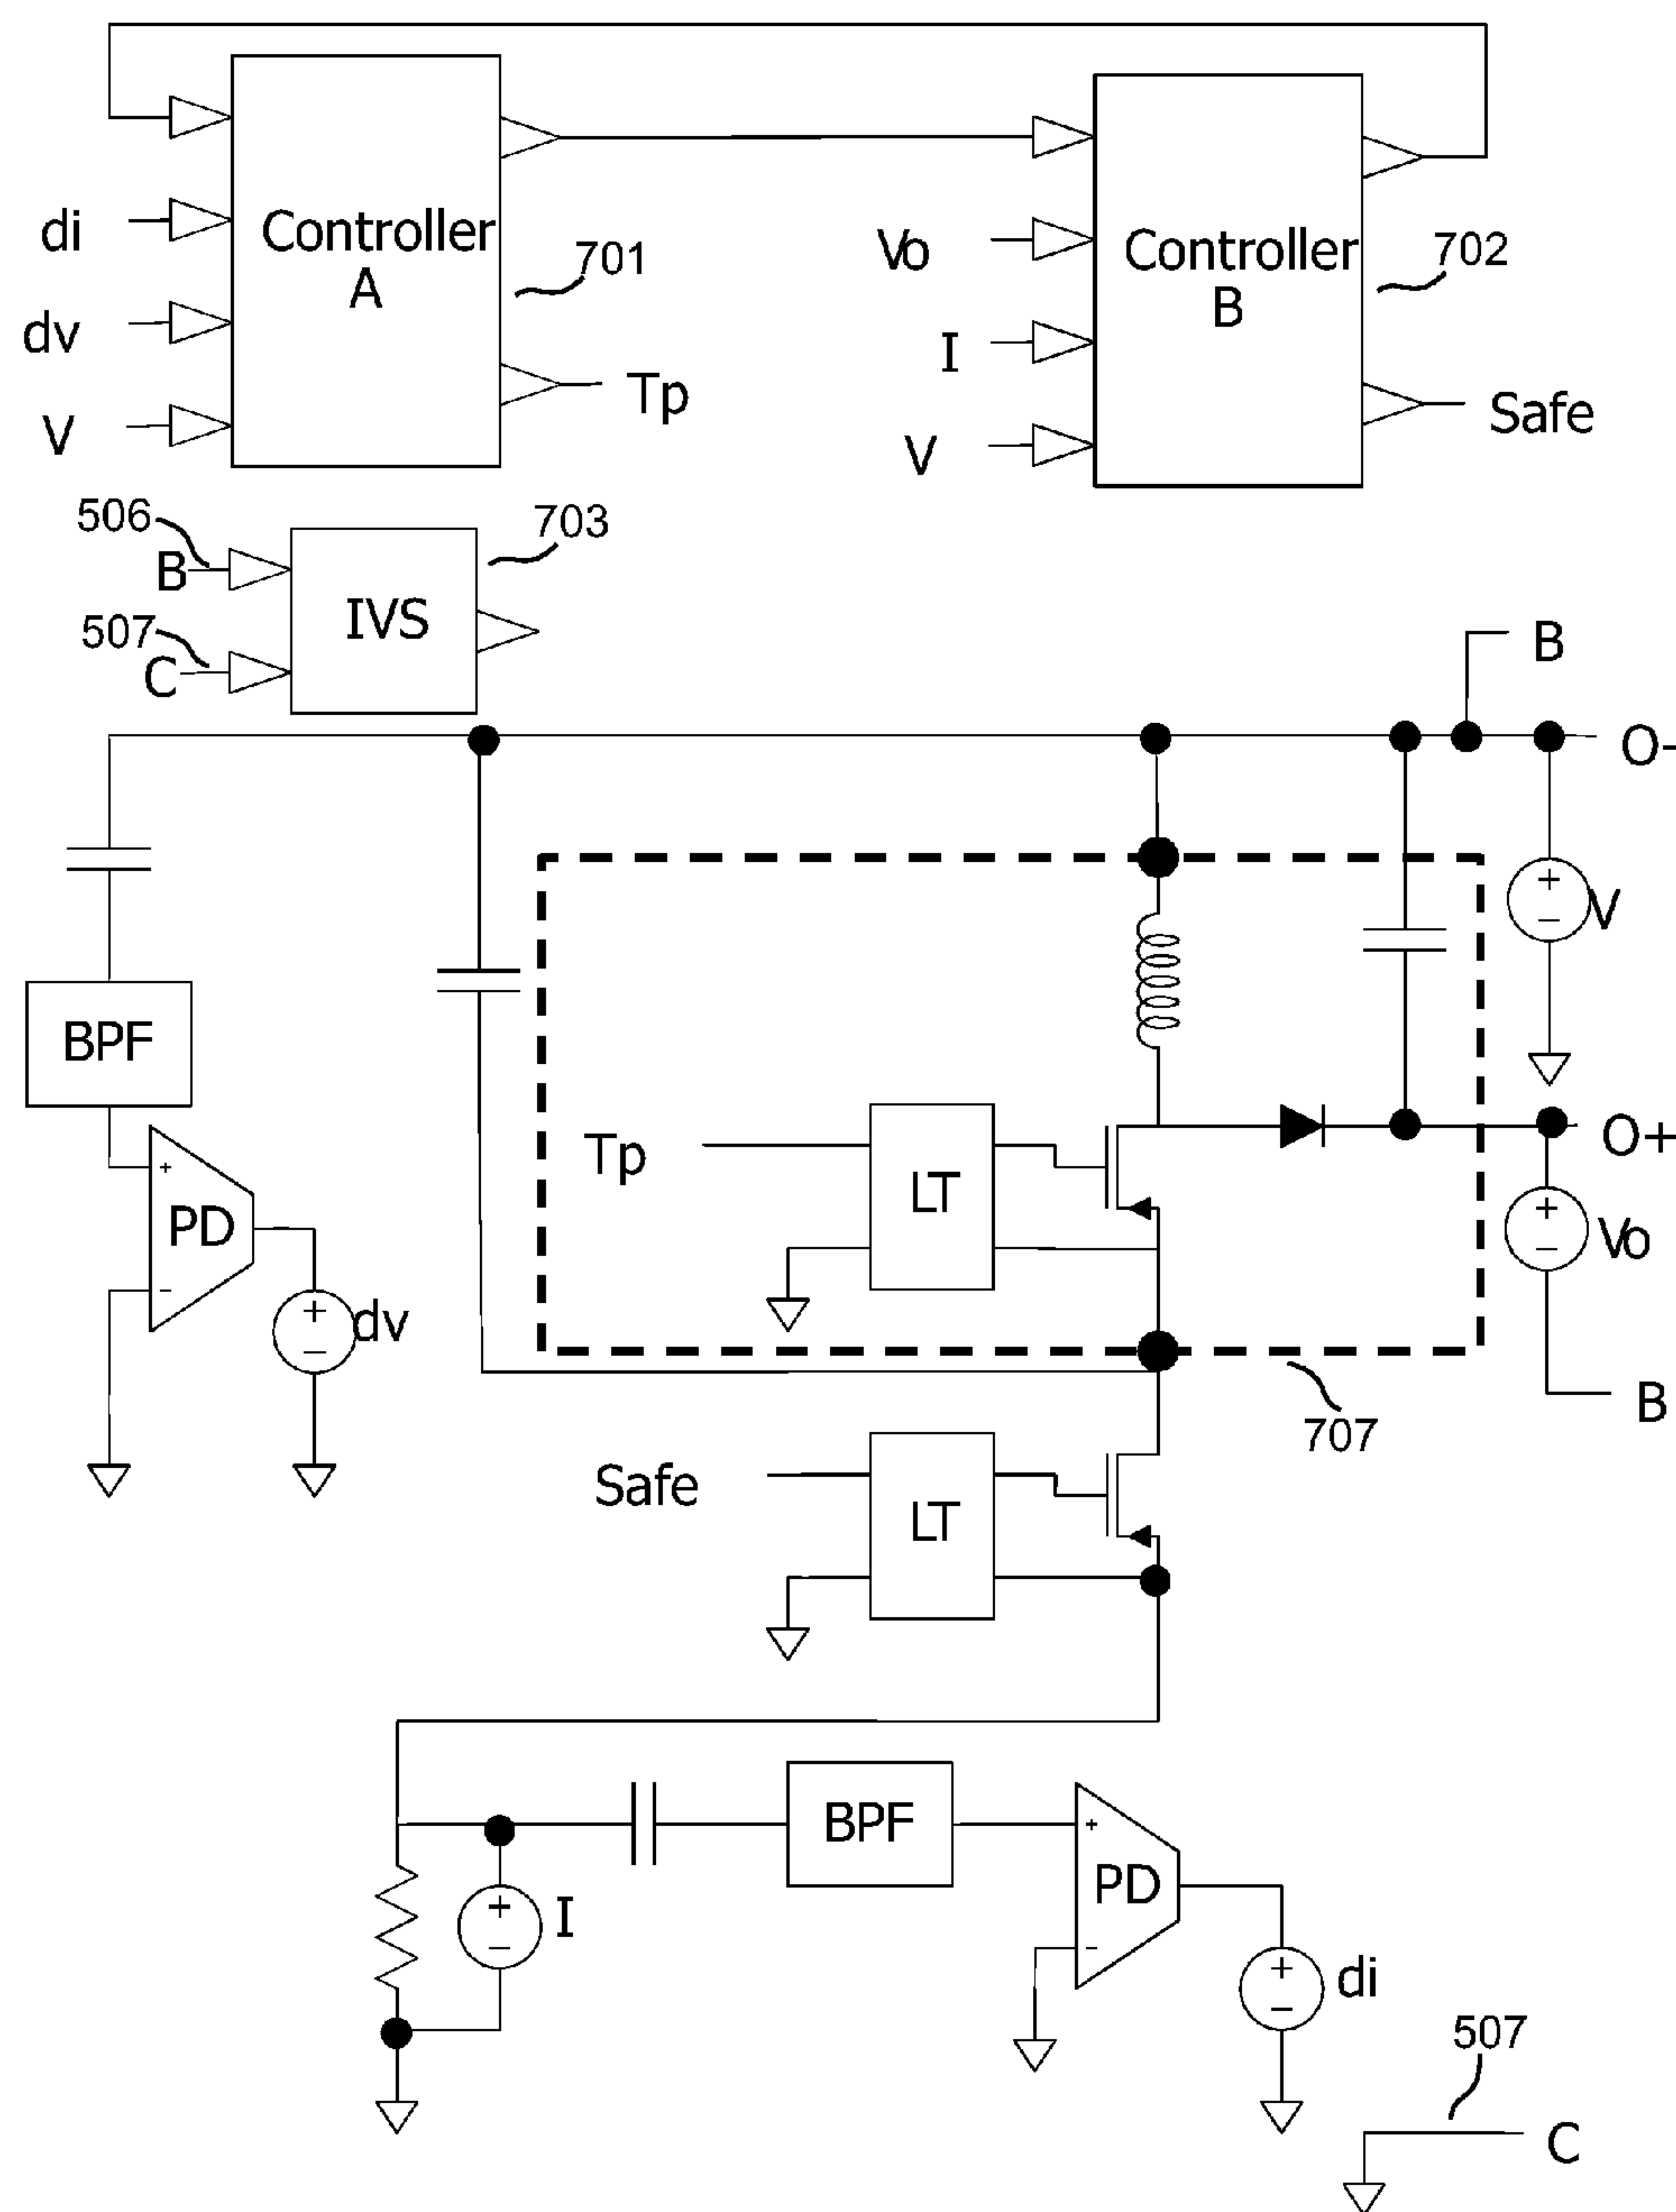 di
dv
V
Controller
A
701
Tp
Vo
I
V
Controller
B
702
Safe
506
B
507
C
IVS
703
B
O-
BPF
+
PD
-
+
-
dv
Tp
LT
+
-
V
O+
+
-
Vo
B
707
Safe
LT
+
-
I
BPF
+
PD
-
+
-
di
507
C